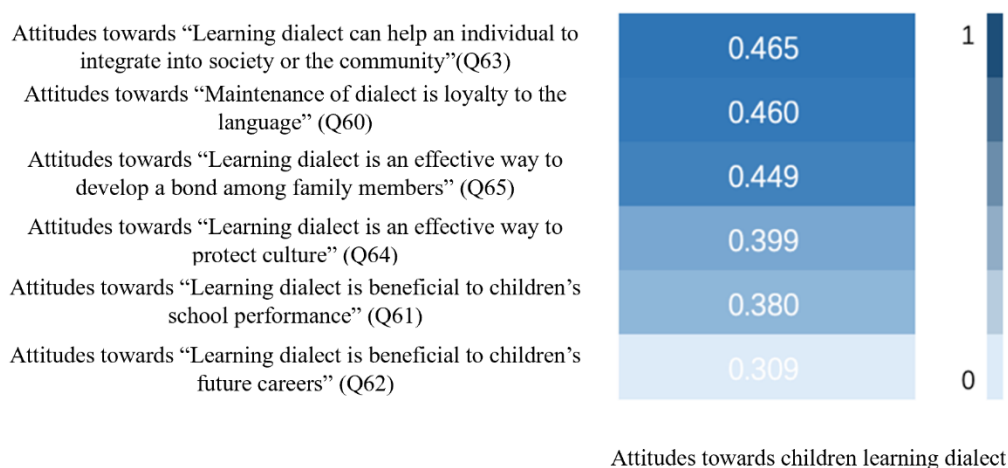 Attitudes towards “Learning dialect can help an individual to
integrate into society or the community”(Q63)
0.465
Attitudes towards “Maintenance of dialect is loyalty to the
language” (Q60)
0.460
Attitudes towards “Learning dialect is an effective way to
develop a bond among family members” (Q65)
0.449
Attitudes towards “Learning dialect is an effective way to
protect culture” (Q64)
0.399
Attitudes towards “Learning dialect is beneficial to children’s
school performance” (Q61)
0.380
Attitudes towards “Learning dialect is beneficial to children’s
future careers” (Q62)
0.309
1
0
Attitudes towards children learning dialect